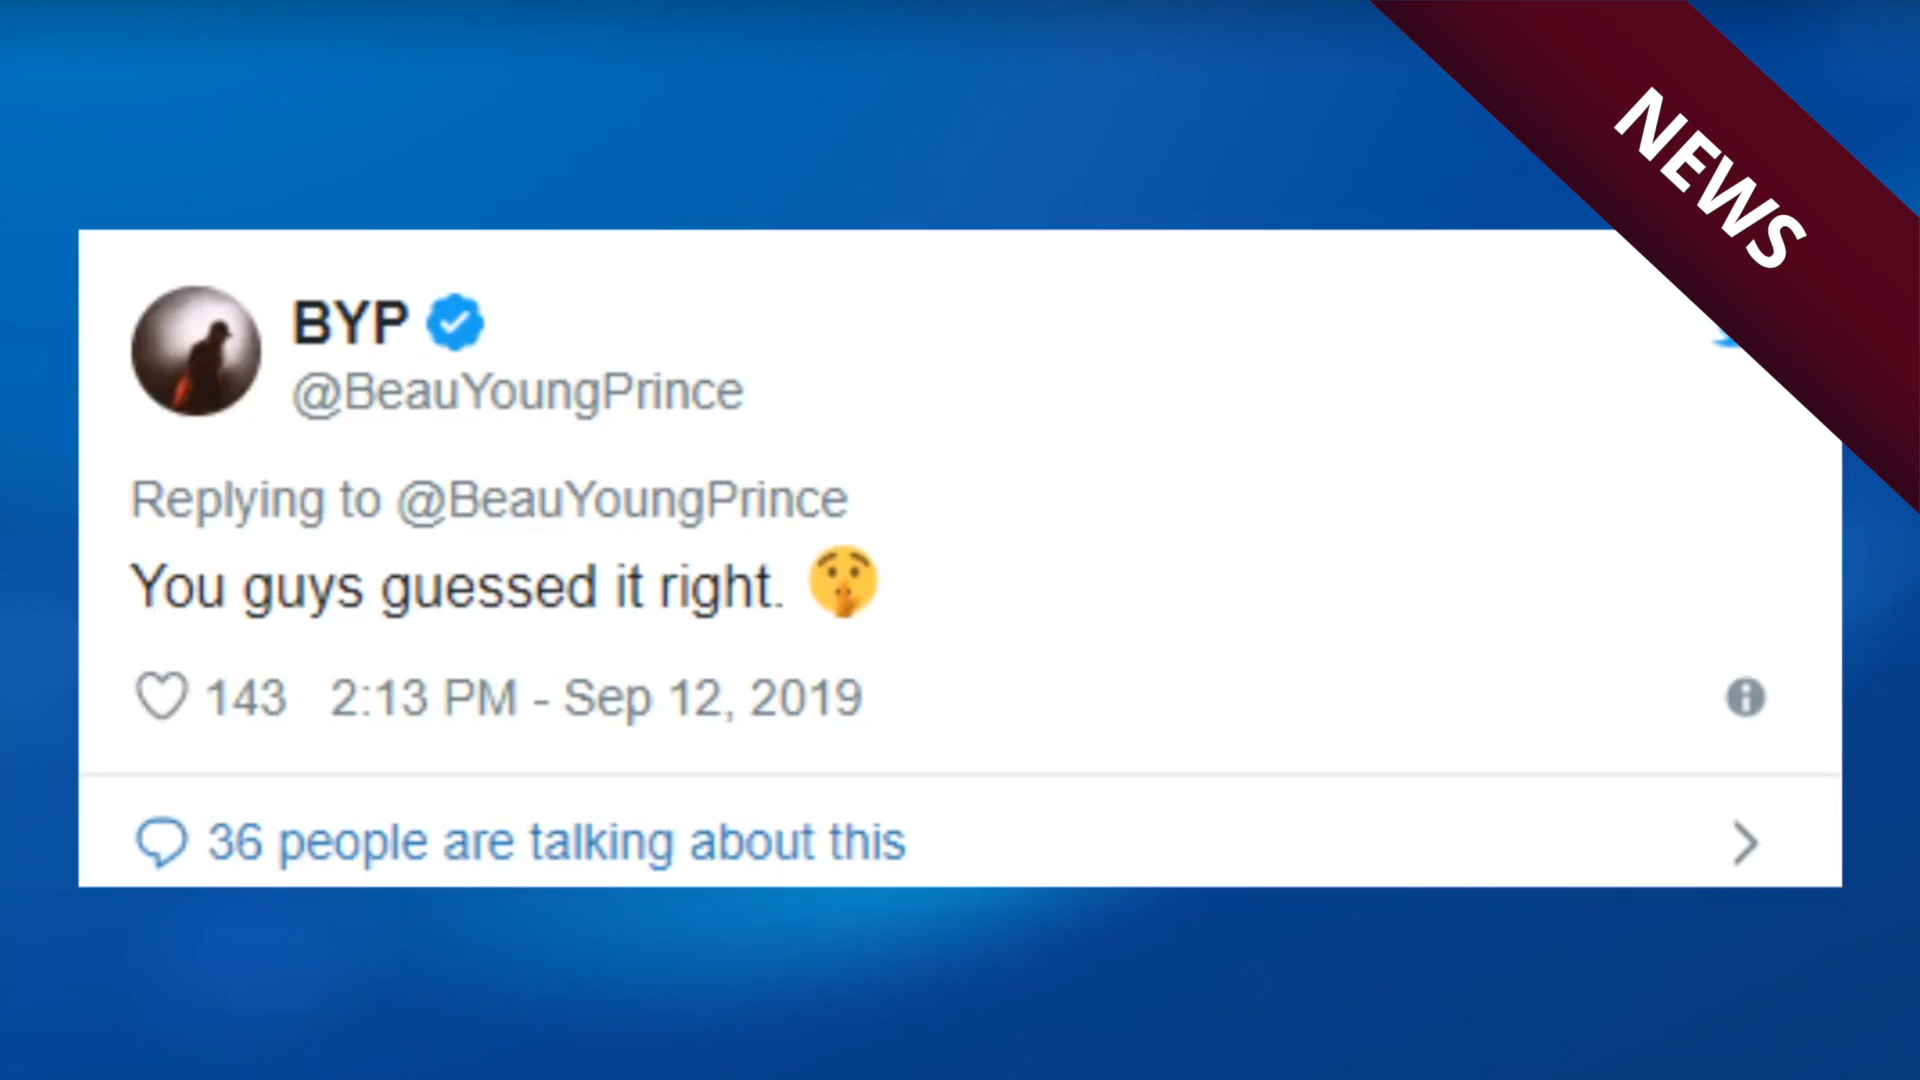 NEWS
BYP
@BeauYoungPrince
Replying to @BeauYoungPrince
You guys guessed it right. 🤫
143 2:13 PM - Sep 12, 2019
36 people are talking about this